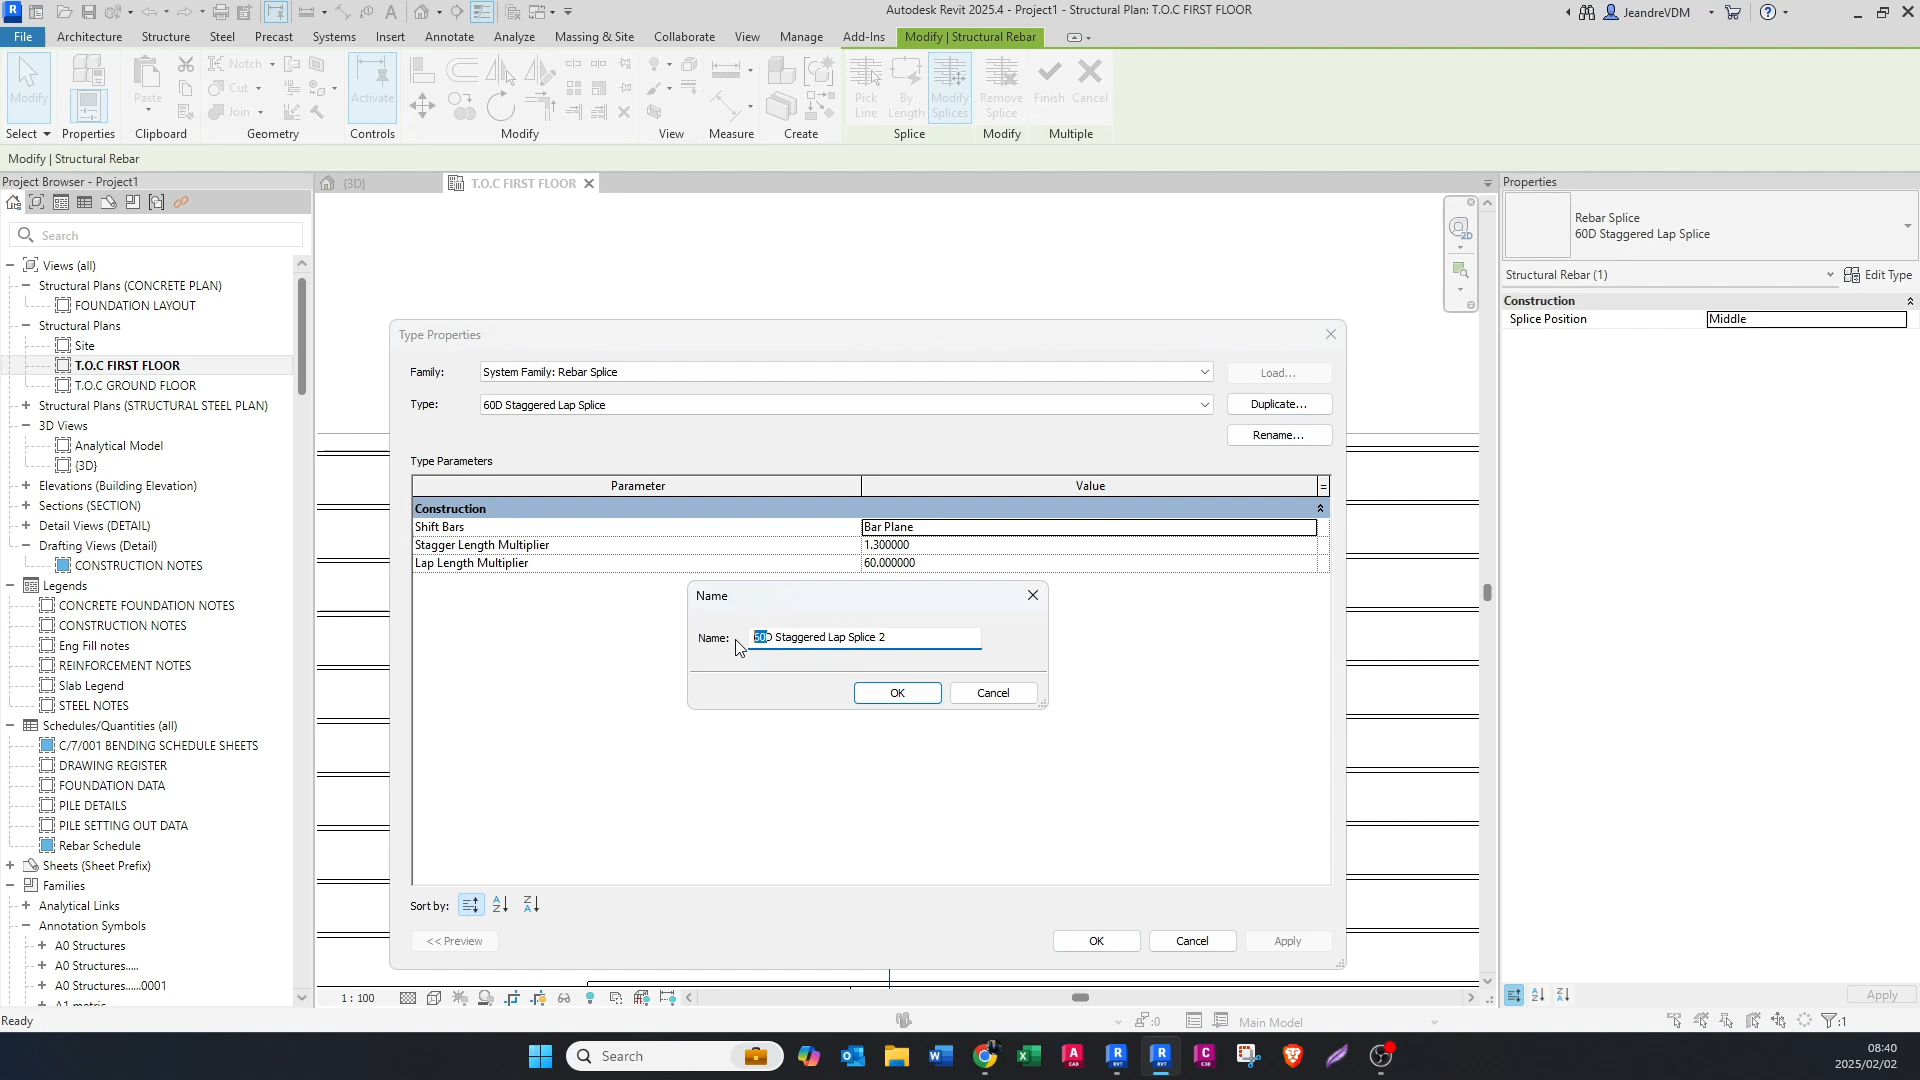 Autodesk Revit 2025.4 - Project1 - Structural Plan: T.O.C FIRST FLOOR
JeandreVDM
File
Architecture
Structure
Steel
Precast
Systems
Insert
Annotate
Analyze
Massing & Site
Collaborate
View
Manage
Add-Ins
Modify | Structural Rebar
Modify
Paste
Notch
Cut
Join
Activate
Pick
Line
By
Length
Modify
Splices
Remove
Splice
Finish
Cancel
Select
Properties
Clipboard
Geometry
Controls
Modify
View
Measure
Create
Splice
Modify
Multiple
Modify | Structural Rebar
Project Browser - Project1
Search
Views (all)
Structural Plans (CONCRETE PLAN)
FOUNDATION LAYOUT
Structural Plans
Site
T.O.C FIRST FLOOR
T.O.C GROUND FLOOR
Structural Plans (STRUCTURAL STEEL PLAN)
3D Views
Analytical Model
{3D}
Elevations (Building Elevation)
Sections (SECTION)
Detail Views (DETAIL)
Drafting Views (Detail)
CONSTRUCTION NOTES
Legends
CONCRETE FOUNDATION NOTES
CONSTRUCTION NOTES
Eng Fill notes
REINFORCEMENT NOTES
Slab Legend
STEEL NOTES
Schedules/Quantities (all)
C/7/001 BENDING SCHEDULE SHEETS
DRAWING REGISTER
FOUNDATION DATA
PILE DETAILS
PILE SETTING OUT DATA
Rebar Schedule
Sheets (Sheet Prefix)
Families
Analytical Links
Annotation Symbols
A0 Structures
A0 Structures.....
A0 Structures......0001
A1 metric
{3D}
T.O.C FIRST FLOOR
2D
Type Properties
Family:
System Family: Rebar Splice
Load...
Type:
60D Staggered Lap Splice
Duplicate...
Rename...
Type Parameters
Parameter
Value
=
Construction
Shift Bars
Bar Plane
Stagger Length Multiplier
1.300000
Lap Length Multiplier
60.000000
Name
Name:
60D Staggered Lap Splice 2
OK
Cancel
Sort by:
<< Preview
OK
Cancel
Apply
Properties
Rebar Splice
60D Staggered Lap Splice
Structural Rebar (1)
Edit Type
Construction
Splice Position
Middle
Apply
1 : 100
Ready
:0
Main Model
:1
Search
08:40
2025/02/02